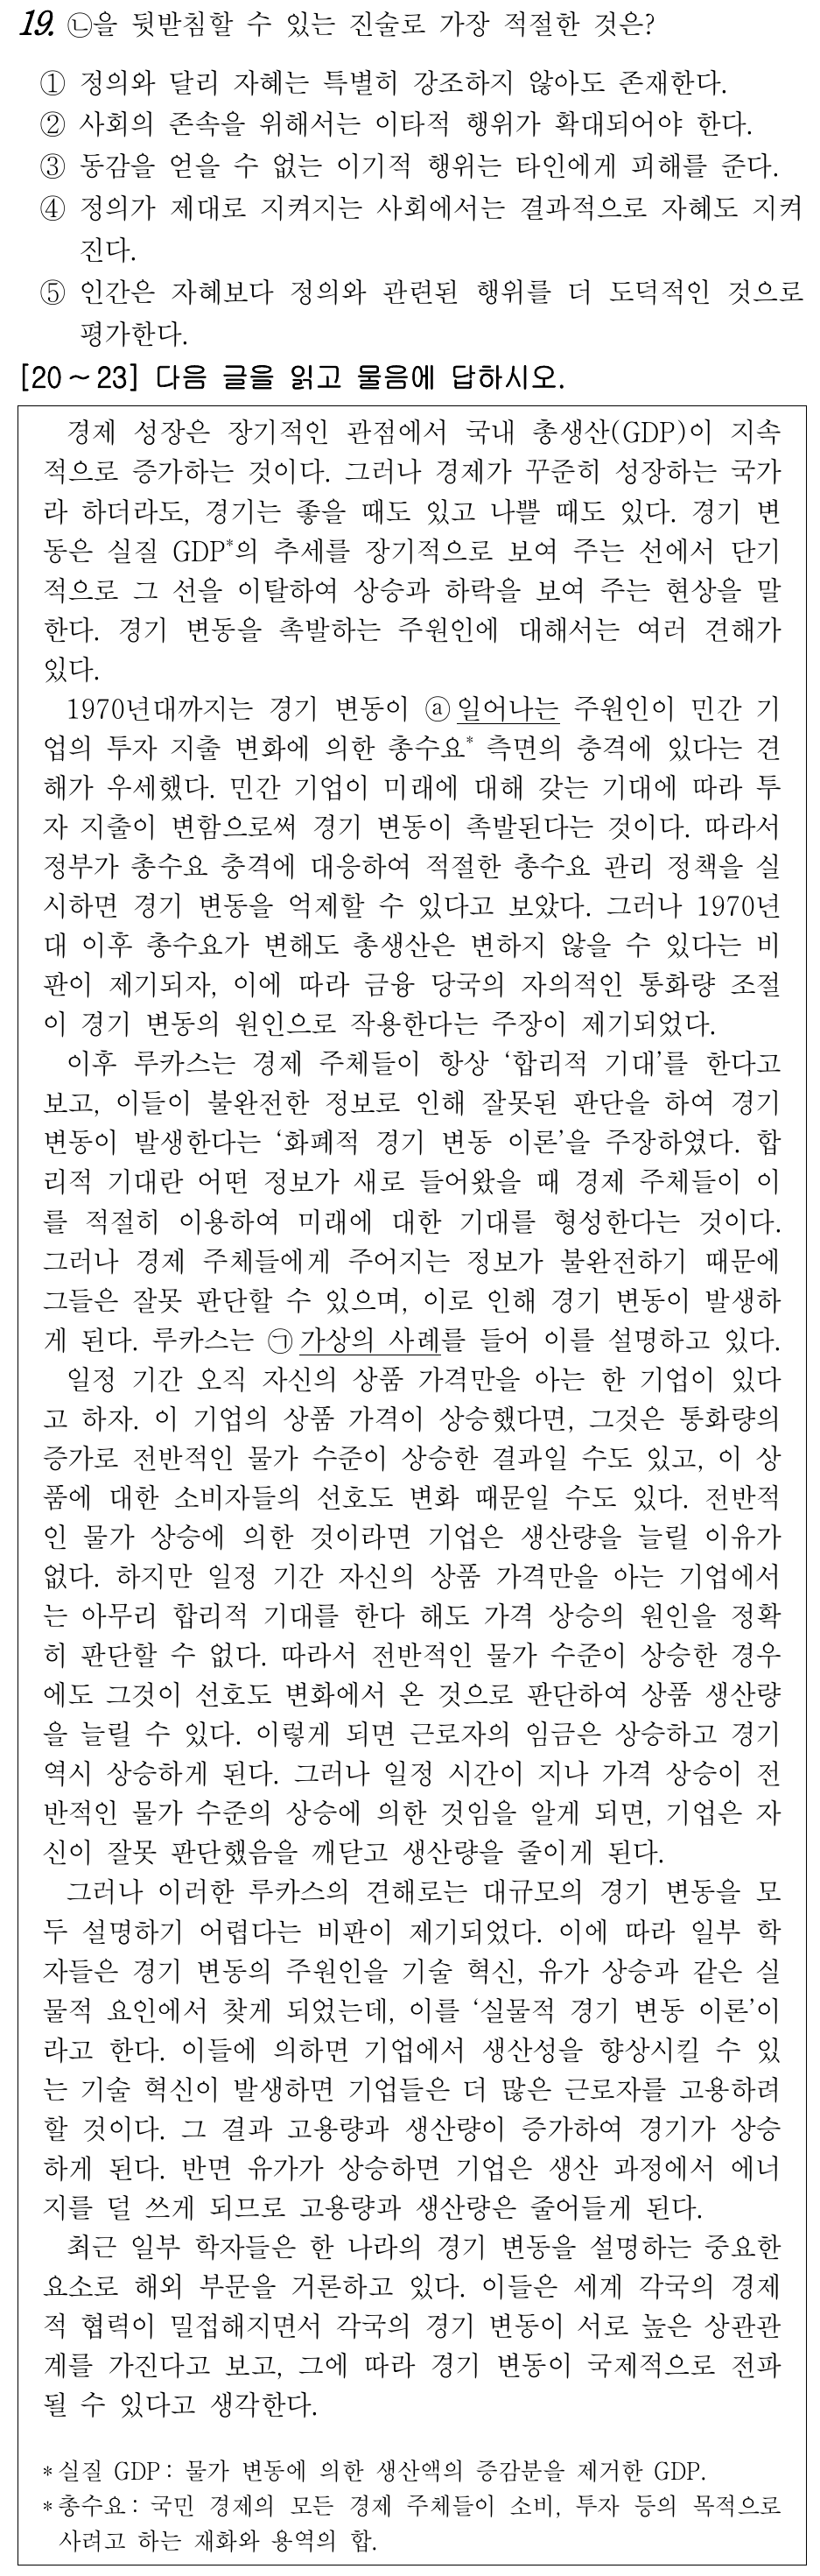 19. ㉡을 뒷받침할 수 있는 진술로 가장 적절한 것은?
① 정의와 달리 자혜는 특별히 강조하지 않아도 존재한다.
② 사회의 존속을 위해서는 이타적 행위가 확대되어야 한다.
③ 동감을 얻을 수 없는 이기적 행위는 타인에게 피해를 준다.
④ 정의가 제대로 지켜지는 사회에서는 결과적으로 자혜도 지켜
진다.
⑤ 인간은 자혜보다 정의와 관련된 행위를 더 도덕적인 것으로
평가한다.
[20 ~ 23] 다음 글을 읽고 물음에 답하시오.
경제 성장은 장기적인 관점에서 국내 총생산(GDP)이 지속
적으로 증가하는 것이다. 그러나 경제가 꾸준히 성장하는 국가
라 하더라도, 경기는 좋을 때도 있고 나쁠 때도 있다. 경기 변
동은 실질 GDP*의 추세를 장기적으로 보여 주는 선에서 단기
적으로 그 선을 이탈하여 상승과 하락을 보여 주는 현상을 말
한다. 경기 변동을 촉발하는 주원인에 대해서는 여러 견해가
있다.
1970년대까지는 경기 변동이 ⓐ일어나는 주원인이 민간 기
업의 투자 지출 변화에 의한 총수요* 측면의 충격에 있다는 견
해가 우세했다. 민간 기업이 미래에 대해 갖는 기대에 따라 투
자 지출이 변함으로써 경기 변동이 촉발된다는 것이다. 따라서
정부가 총수요 충격에 대응하여 적절한 총수요 관리 정책을 실
시하면 경기 변동을 억제할 수 있다고 보았다. 그러나 1970년
대 이후 총수요가 변해도 총생산은 변하지 않을 수 있다는 비
판이 제기되자, 이에 따라 금융 당국의 자의적인 통화량 조절
이 경기 변동의 원인으로 작용한다는 주장이 제기되었다.
이후 루카스는 경제 주체들이 항상 ‘합리적 기대’를 한다고
보고, 이들이 불완전한 정보로 인해 잘못된 판단을 하여 경기
변동이 발생한다는 ‘화폐적 경기 변동 이론’을 주장하였다. 합
리적 기대란 어떤 정보가 새로 들어왔을 때 경제 주체들이 이
를 적절히 이용하여 미래에 대한 기대를 형성한다는 것이다.
그러나 경제 주체들에게 주어지는 정보가 불완전하기 때문에
그들은 잘못 판단할 수 있으며, 이로 인해 경기 변동이 발생하
게 된다. 루카스는 ㉠가상의 사례를 들어 이를 설명하고 있다.
일정 기간 오직 자신의 상품 가격만을 아는 한 기업이 있다
고 하자. 이 기업의 상품 가격이 상승했다면, 그것은 통화량의
증가로 전반적인 물가 수준이 상승한 결과일 수도 있고, 이 상
품에 대한 소비자들의 선호도 변화 때문일 수도 있다. 전반적
인 물가 상승에 의한 것이라면 기업은 생산량을 늘릴 이유가
없다. 하지만 일정 기간 자신의 상품 가격만을 아는 기업에서
는 아무리 합리적 기대를 한다 해도 가격 상승의 원인을 정확
히 판단할 수 없다. 따라서 전반적인 물가 수준이 상승한 경우
에도 그것이 선호도 변화에서 온 것으로 판단하여 상품 생산량
을 늘릴 수 있다. 이렇게 되면 근로자의 임금은 상승하고 경기
역시 상승하게 된다. 그러나 일정 시간이 지나 가격 상승이 전
반적인 물가 수준의 상승에 의한 것임을 알게 되면, 기업은 자
신이 잘못 판단했음을 깨닫고 생산량을 줄이게 된다.
그러나 이러한 루카스의 견해로는 대규모의 경기 변동을 모
두 설명하기 어렵다는 비판이 제기되었다. 이에 따라 일부 학
자들은 경기 변동의 주원인을 기술 혁신, 유가 상승과 같은 실
물적 요인에서 찾게 되었는데, 이를 ‘실물적 경기 변동 이론’이
라고 한다. 이들에 의하면 기업에서 생산성을 향상시킬 수 있
는 기술 혁신이 발생하면 기업들은 더 많은 근로자를 고용하려
할 것이다. 그 결과 고용량과 생산량이 증가하여 경기가 상승
하게 된다. 반면 유가가 상승하면 기업은 생산 과정에서 에너
지를 덜 쓰게 되므로 고용량과 생산량은 줄어들게 된다.
최근 일부 학자들은 한 나라의 경기 변동을 설명하는 중요한
요소로 해외 부문을 거론하고 있다. 이들은 세계 각국의 경제
적 협력이 밀접해지면서 각국의 경기 변동이 서로 높은 상관관
계를 가진다고 보고, 그에 따라 경기 변동이 국제적으로 전파
될 수 있다고 생각한다.
* 실질 GDP : 물가 변동에 의한 생산액의 증감분을 제거한 GDP.
* 총수요 : 국민 경제의 모든 경제 주체들이 소비, 투자 등의 목적으로
사려고 하는 재화와 용역의 합.